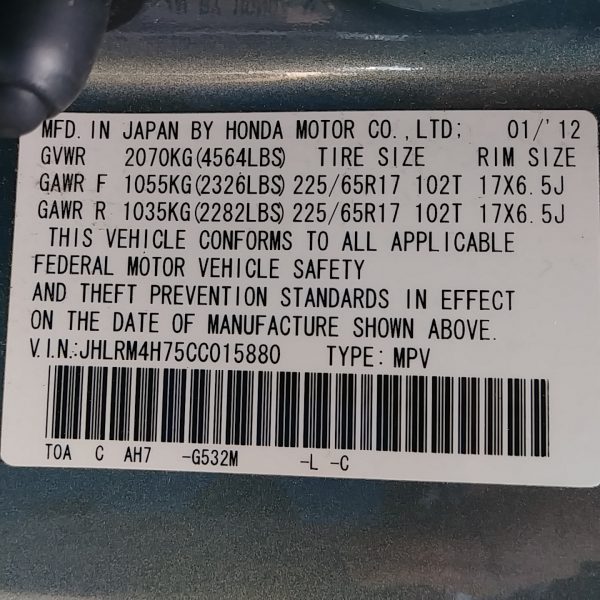 MFD. IN JAPAN BY HONDA MOTOR CO.,LTD; 01/'12
GVWR 2070KG(4564LBS) TIRE SIZE RIM SIZE
GAWR F 1055KG(2326LBS) 225/65R17 102T 17X6.5J
GAWR R 1035KG(2282LBS) 225/65R17 102T 17X6.5J
THIS VEHICLE CONFORMS TO ALL APPLICABLE
FEDERAL MOTOR VEHICLE SAFETY
AND THEFT PREVENTION STANDARDS IN EFFECT
ON THE DATE OF MANUFACTURE SHOWN ABOVE.
V.I.N.:JHLRM4H75CC015880 TYPE: MPV
TOA C AH7 -G532M -L -C